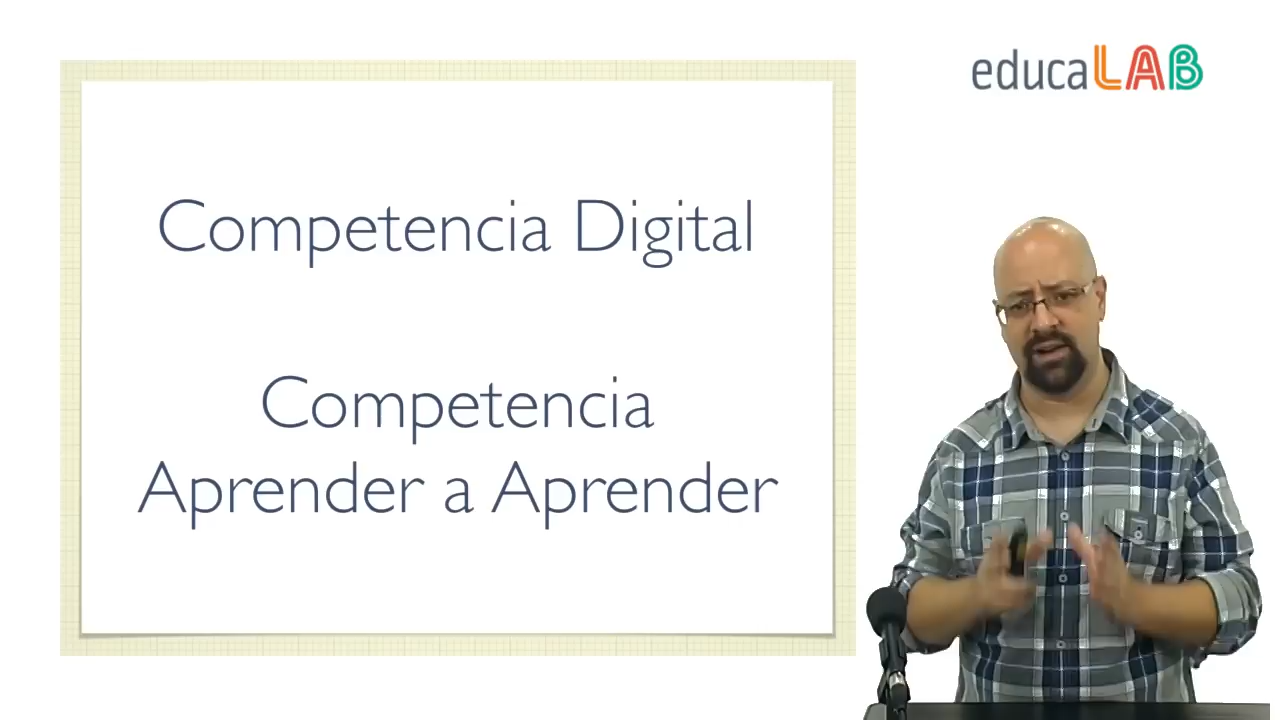 educaLAB
Competencia Digital
Competencia
Aprender a Aprender